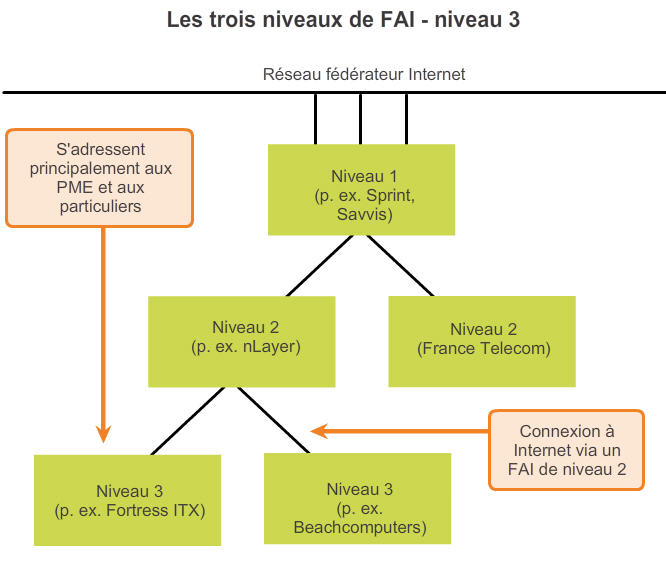 Les trois niveaux de FAI - niveau 3
Réseau fédérateur Internet
S'adressent
principalement aux
PME et aux
particuliers
Niveau 1
(p. ex. Sprint,
Savvis)
Niveau 2
(p. ex. nLayer)
Niveau 2
(France Telecom)
Connexion à
Internet via un
FAI de niveau 2
Niveau 3
(p. ex. Fortress ITX)
Niveau 3
(p. ex.
Beachcomputers)